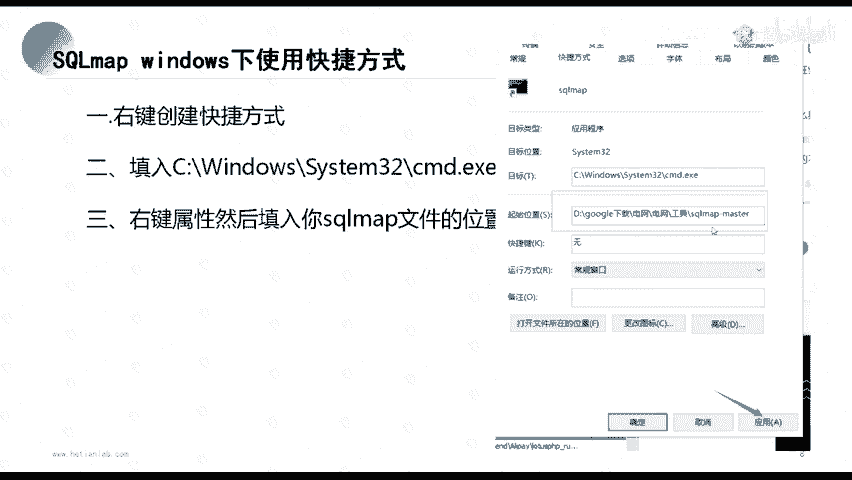 SQLmap windows下使用快捷方式
一.右键创建快捷方式
二、填入C:\Windows\System32\cmd.exe
三、右键属性然后填入你sqlmap文件的位置
安全
常规
快捷方式
选项
字体
布局
颜色
sqlmap
目标类型:
应用程序
目标位置:
System32
目标(T):
C:\Windows\System32\cmd.exe
起始位置(S):
D:\google下载\电网\电网\工具\sqlmap-master
快捷键(K):
无
运行方式(R):
常规窗口
备注(O):
打开文件所在的位置(F)
更改图标(C)...
高级(D)...
确定
取消
应用(A)
www.hetianlab.com